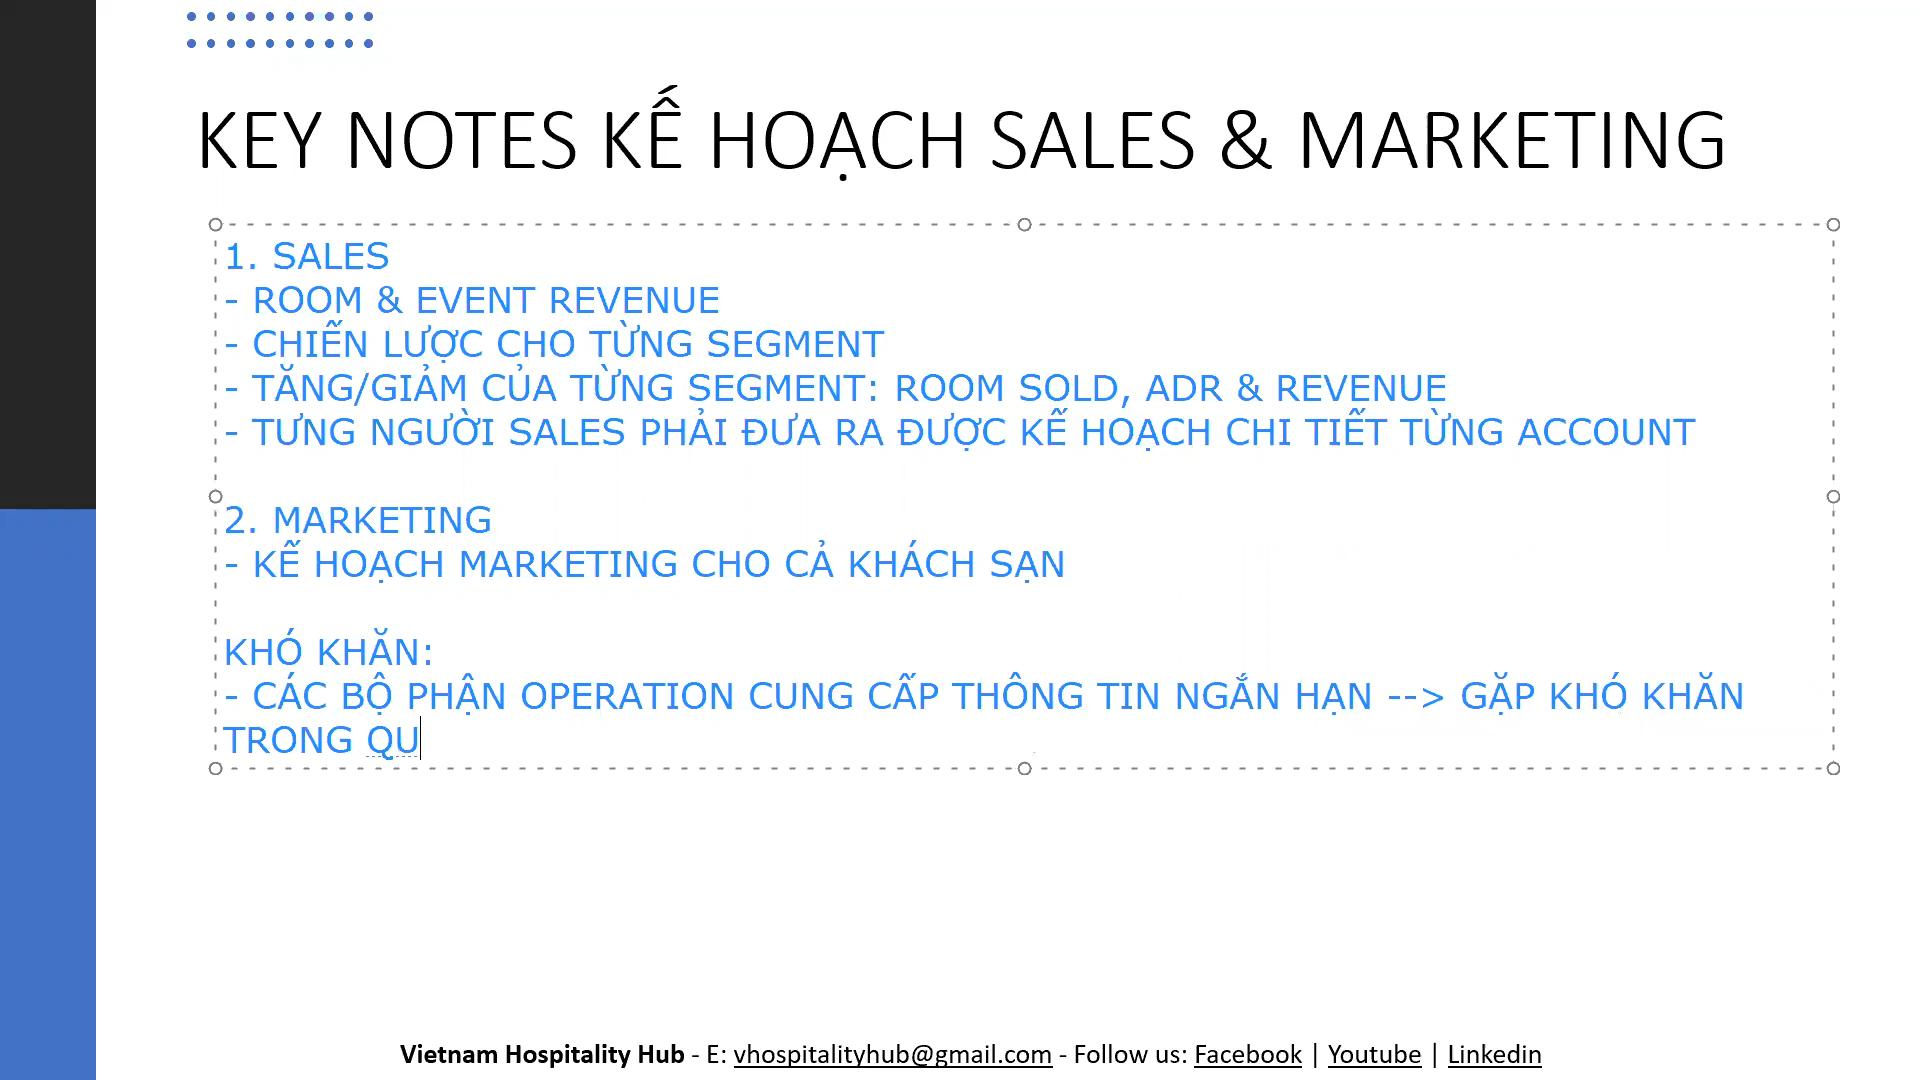 KEY NOTES KẾ HOẠCH SALES & MARKETING
1. SALES
- ROOM & EVENT REVENUE
- CHIẾN LƯỢC CHO TỪNG SEGMENT
- TĂNG/GIẢM CỦA TỪNG SEGMENT: ROOM SOLD, ADR & REVENUE
- TƯNG NGƯỜI SALES PHẢI ĐƯA RA ĐƯỢC KẾ HOẠCH CHI TIẾT TỪNG ACCOUNT
2. MARKETING
- KẾ HOẠCH MARKETING CHO CẢ KHÁCH SẠN
KHÓ KHĂN:
- CÁC BỘ PHẬN OPERATION CUNG CẤP THÔNG TIN NGẮN HẠN --> GẶP KHÓ KHĂN
TRONG QU
Vietnam Hospitality Hub - E: vhospitalityhub@gmail.com - Follow us: Facebook | Youtube | Linkedin